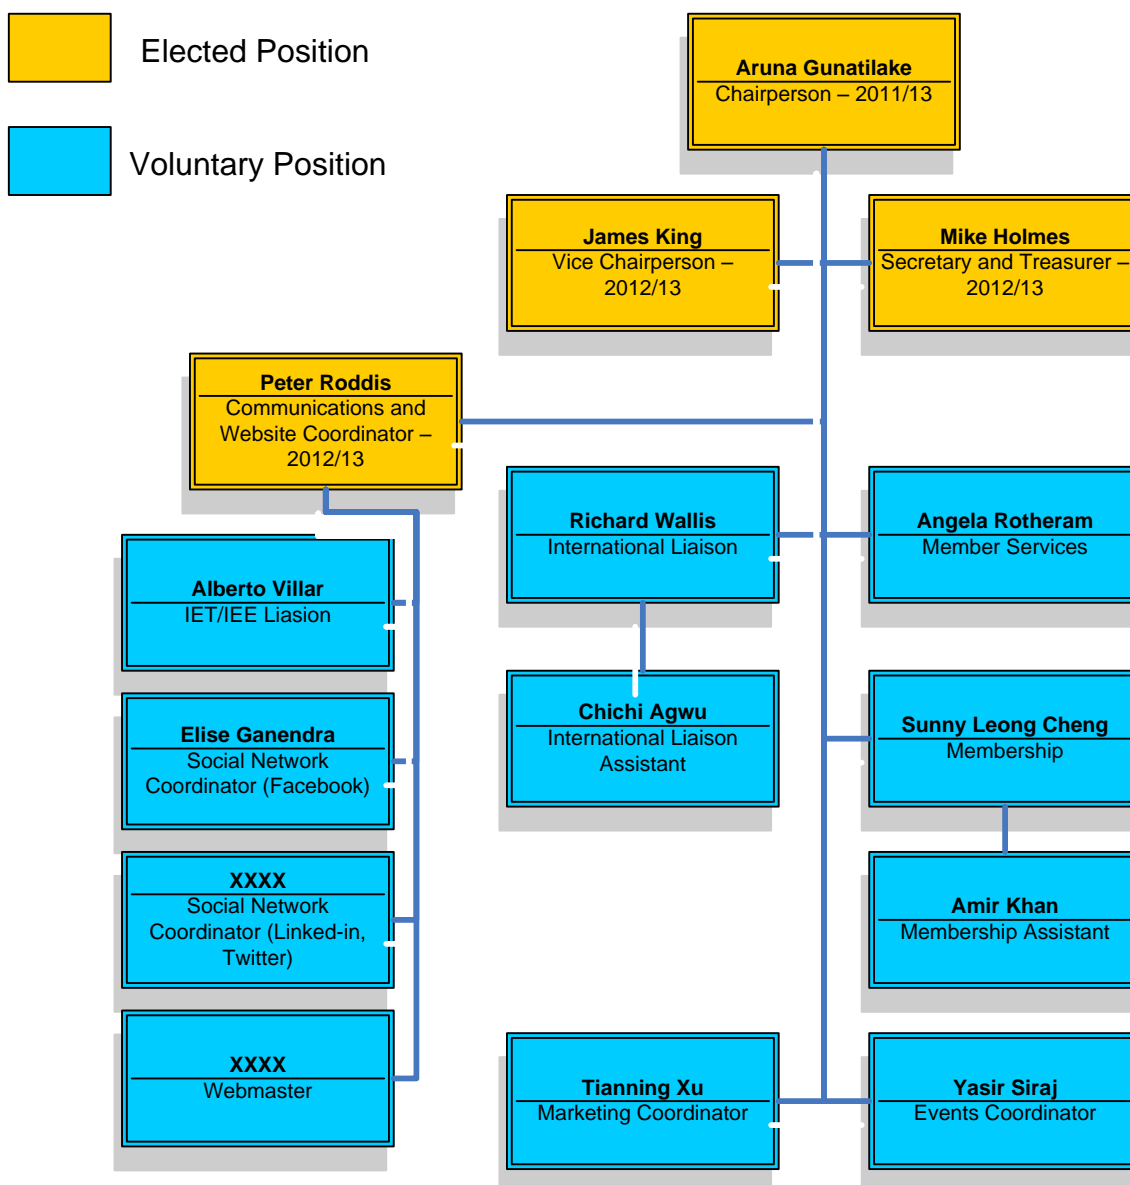 Elected Position
Voluntary Position
Aruna Gunatilake
Chairperson – 2011/13
James King
Vice Chairperson –
2012/13
Mike Holmes
Secretary and Treasurer –
2012/13
Peter Roddis
Communications and
Website Coordinator –
2012/13
Richard Wallis
International Liaison
Angela Rotheram
Member Services
Alberto Villar
IET/IEE Liasion
Chichi Agwu
International Liaison
Assistant
Sunny Leong Cheng
Membership
Elise Ganendra
Social Network
Coordinator (Facebook)
XXXX
Social Network
Coordinator (Linked-in,
Twitter)
Amir Khan
Membership Assistant
XXXX
Webmaster
Tianning Xu
Marketing Coordinator
Yasir Siraj
Events Coordinator